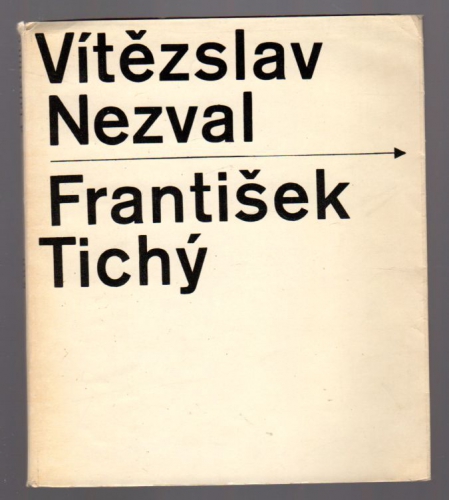 Vítězslav
Nezval
František
Tichý